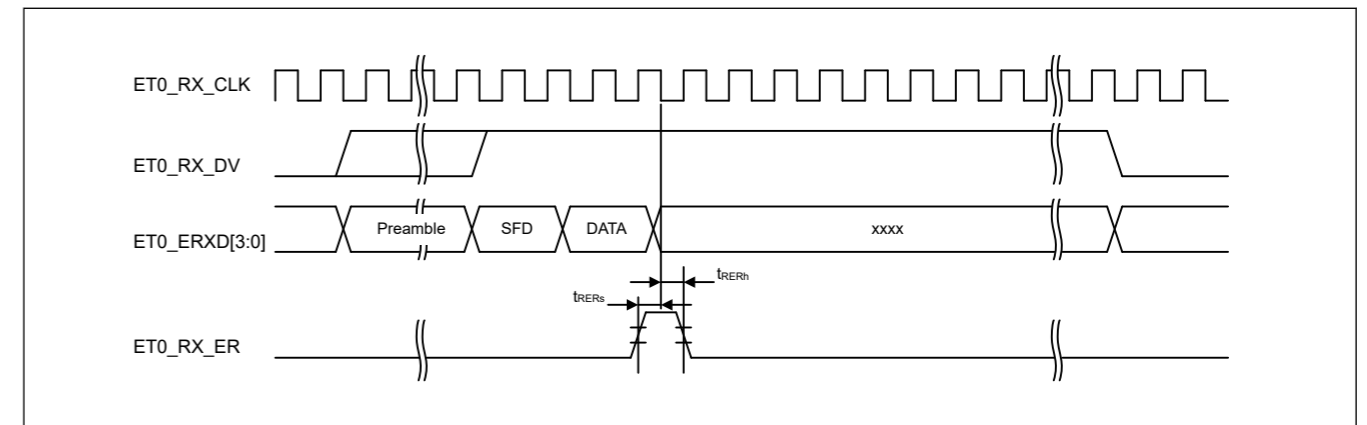 ET0_RX_CLK
ET0_RX_DV
ET0_ERXD[3:0]
Preamble SFD DATA xxxx
tRERh
tRERs
ET0_RX_ER